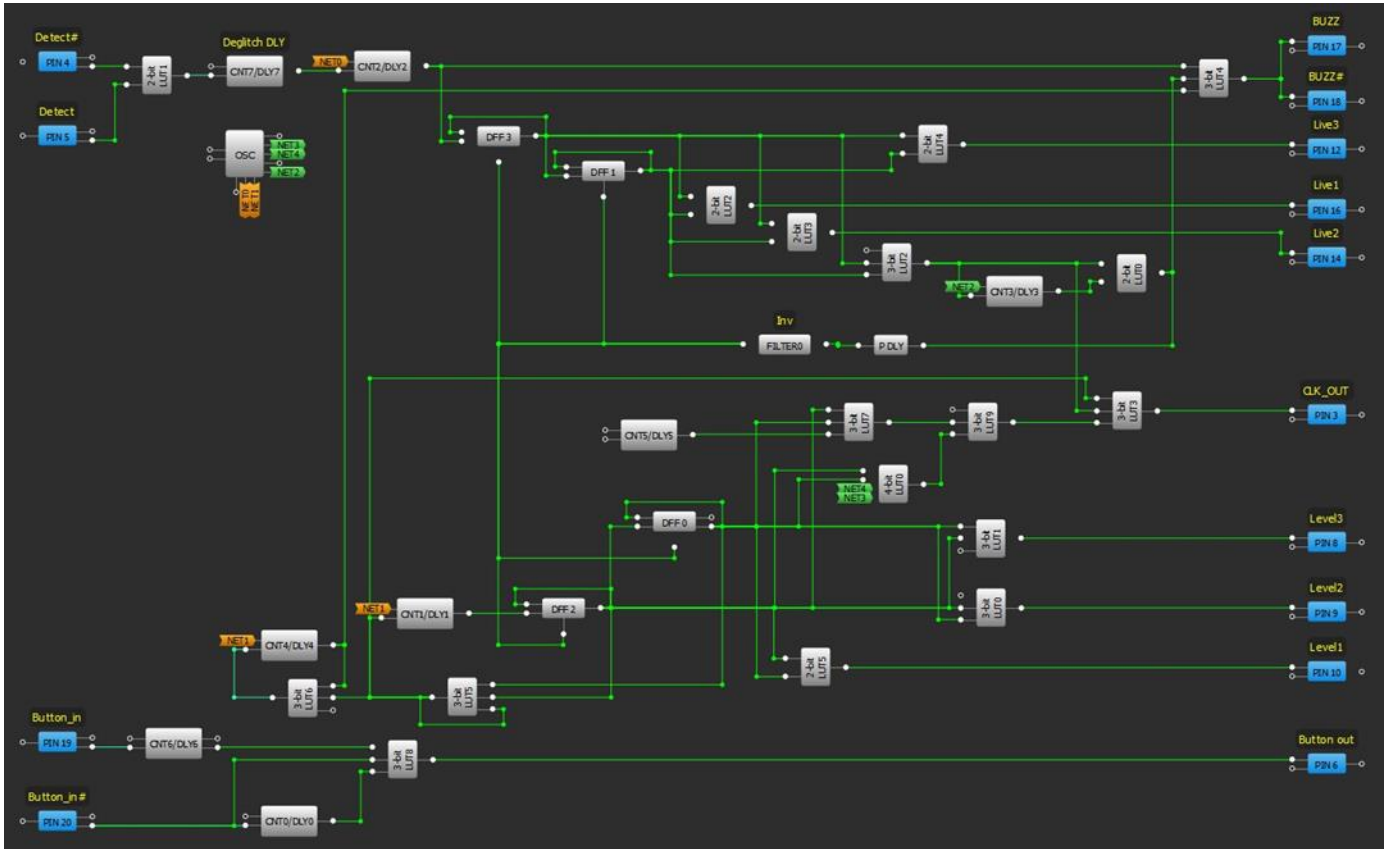 BUZZ
Detect#
Deglitch DLY
PIN 17
PIN 4
2-bit LUT1
CNT7/DLY7
NET0
CNT2/DLY2
3-bit LUT4
BUZZ#
PIN 18
Detect
Live3
PIN 5
DFF 3
2-bit LUT4
PIN 12
OSC
NET3
NET4
NET2
NET0
NET1
DFF 1
Live1
2-bit LUT2
PIN 16
2-bit LUT3
Live2
PIN 14
3-bit LUT2
2-bit LUT0
NET2
CNT3/DLY3
Inv
FILTER0
P DLY
CLK_OUT
3-bit LUT3
PIN 3
CNT5/DLY5
3-bit LUT7
3-bit LUT9
NET4
NET3
4-bit LUT0
DFF 0
Level3
3-bit LUT1
PIN 8
Level2
NET1
CNT1/DLY1
DFF 2
3-bit LUT0
PIN 9
NET1
CNT4/DLY4
Level1
2-bit LUT5
PIN 10
3-bit LUT6
3-bit LUT5
Button_in
PIN 19
CNT6/DLY6
3-bit LUT8
Button out
PIN 6
Button_in#
PIN 20
CNT0/DLY0